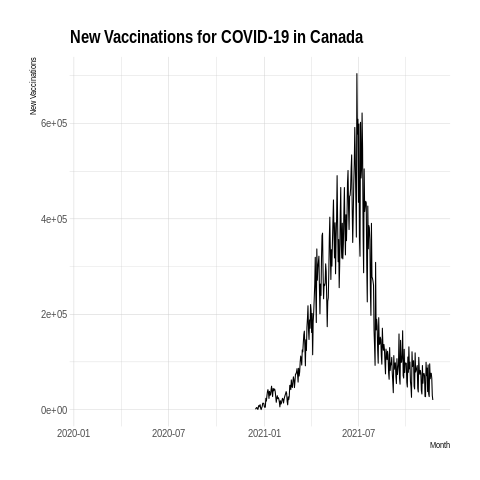 New Vaccinations for COVID-19 in Canada
New Vaccinations
6e+05
4e+05
2e+05
0e+00
2020-01 2020-07 2021-01 2021-07
Month